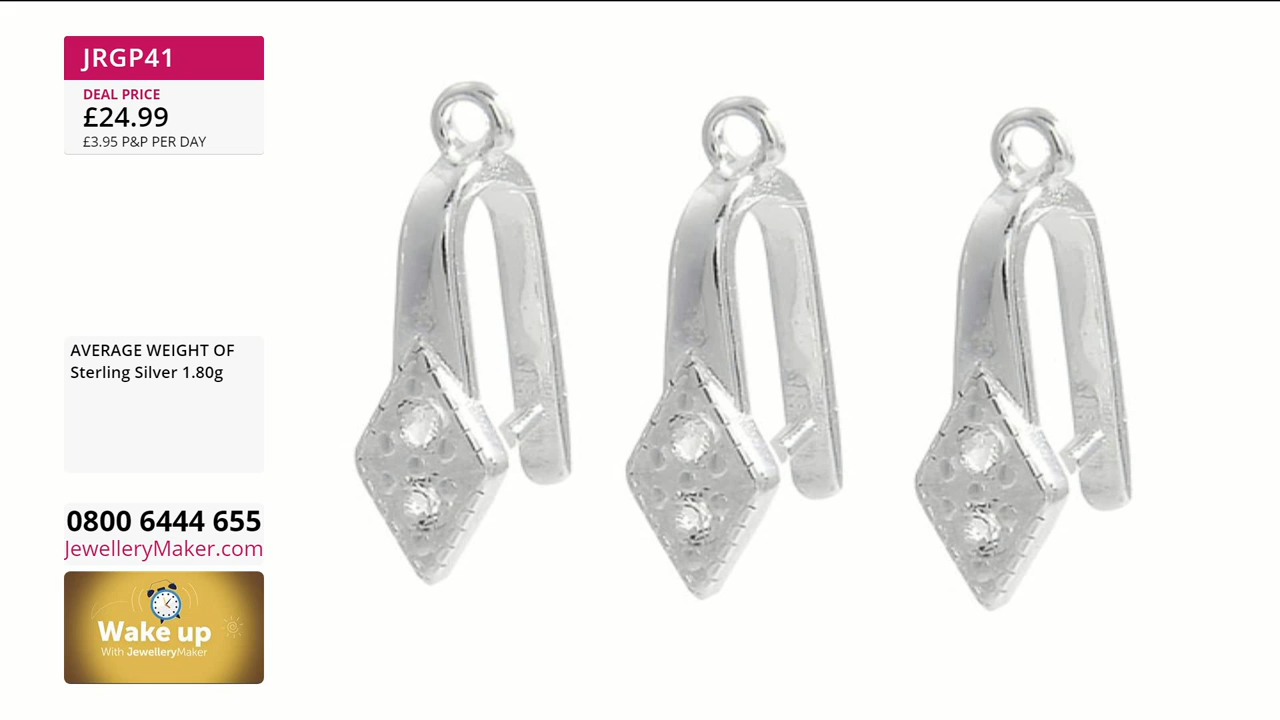 JRGP41
DEAL PRICE
£24.99
£3.95 P&P PER DAY
AVERAGE WEIGHT OF
Sterling Silver 1.80g
0800 6444 655
JewelleryMaker.com
Wake up
With JewelleryMaker